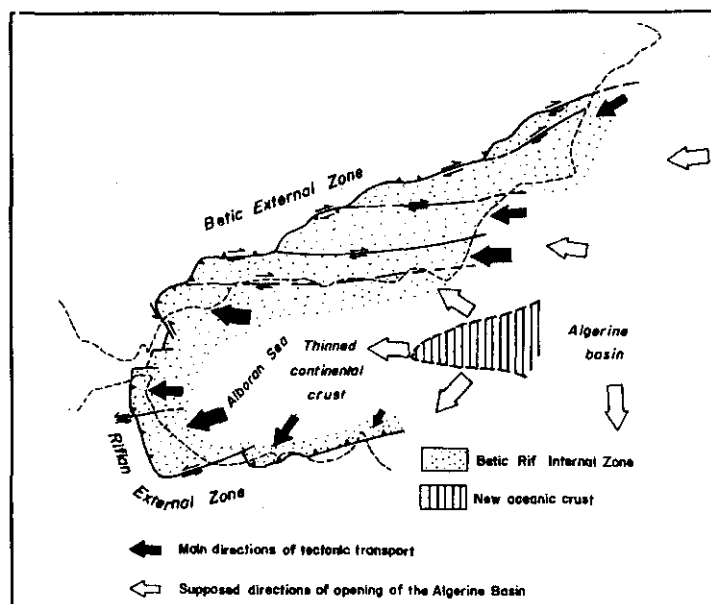 Betic External Zone
Alboran Sea
Thinned
continental
crust
Algerine
basin
Rifian
External Zone
Betic Rif Internal Zone
New oceanic crust
Main directions of tectonic transport
Supposed directions of opening of the Algerine Basin